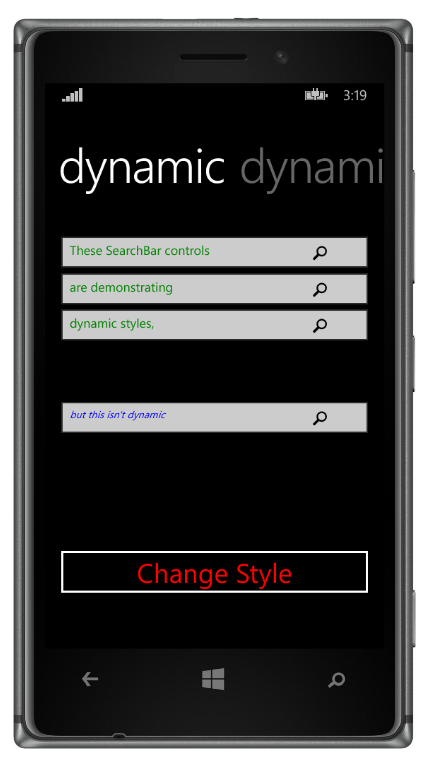 3:19
dynamic dynami
These SearchBar controls
are demonstrating
dynamic styles,
but this isn't dynamic
Change Style